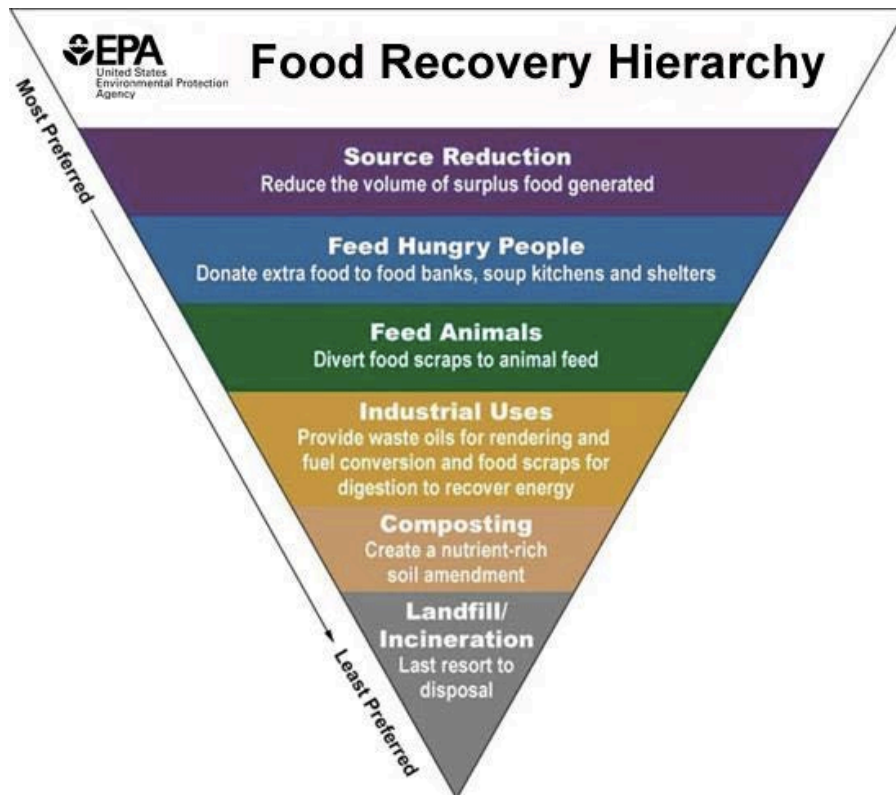 EPA
United States
Environmental Protection
Agency
Food Recovery Hierarchy
Most Preferred
Source Reduction
Reduce the volume of surplus food generated
Feed Hungry People
Donate extra food to food banks, soup kitchens and shelters
Feed Animals
Divert food scraps to animal feed
Industrial Uses
Provide waste oils for rendering and
fuel conversion and food scraps for
digestion to recover energy
Composting
Create a nutrient-rich
soil amendment
Landfill/
Incineration
Last resort to
disposal
Least Preferred